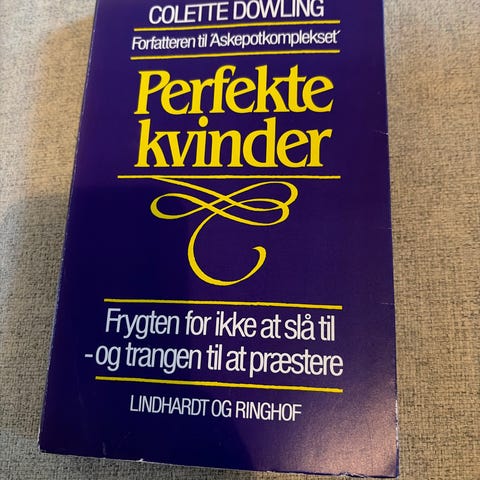 COLETTE DOWLING
Forfatteren til 'Askepotkomplekset'
Perfekte
kvinder
Frygten for ikke at slå til
- og trangen til at præstere
LINDHARDT OG RINGHOF